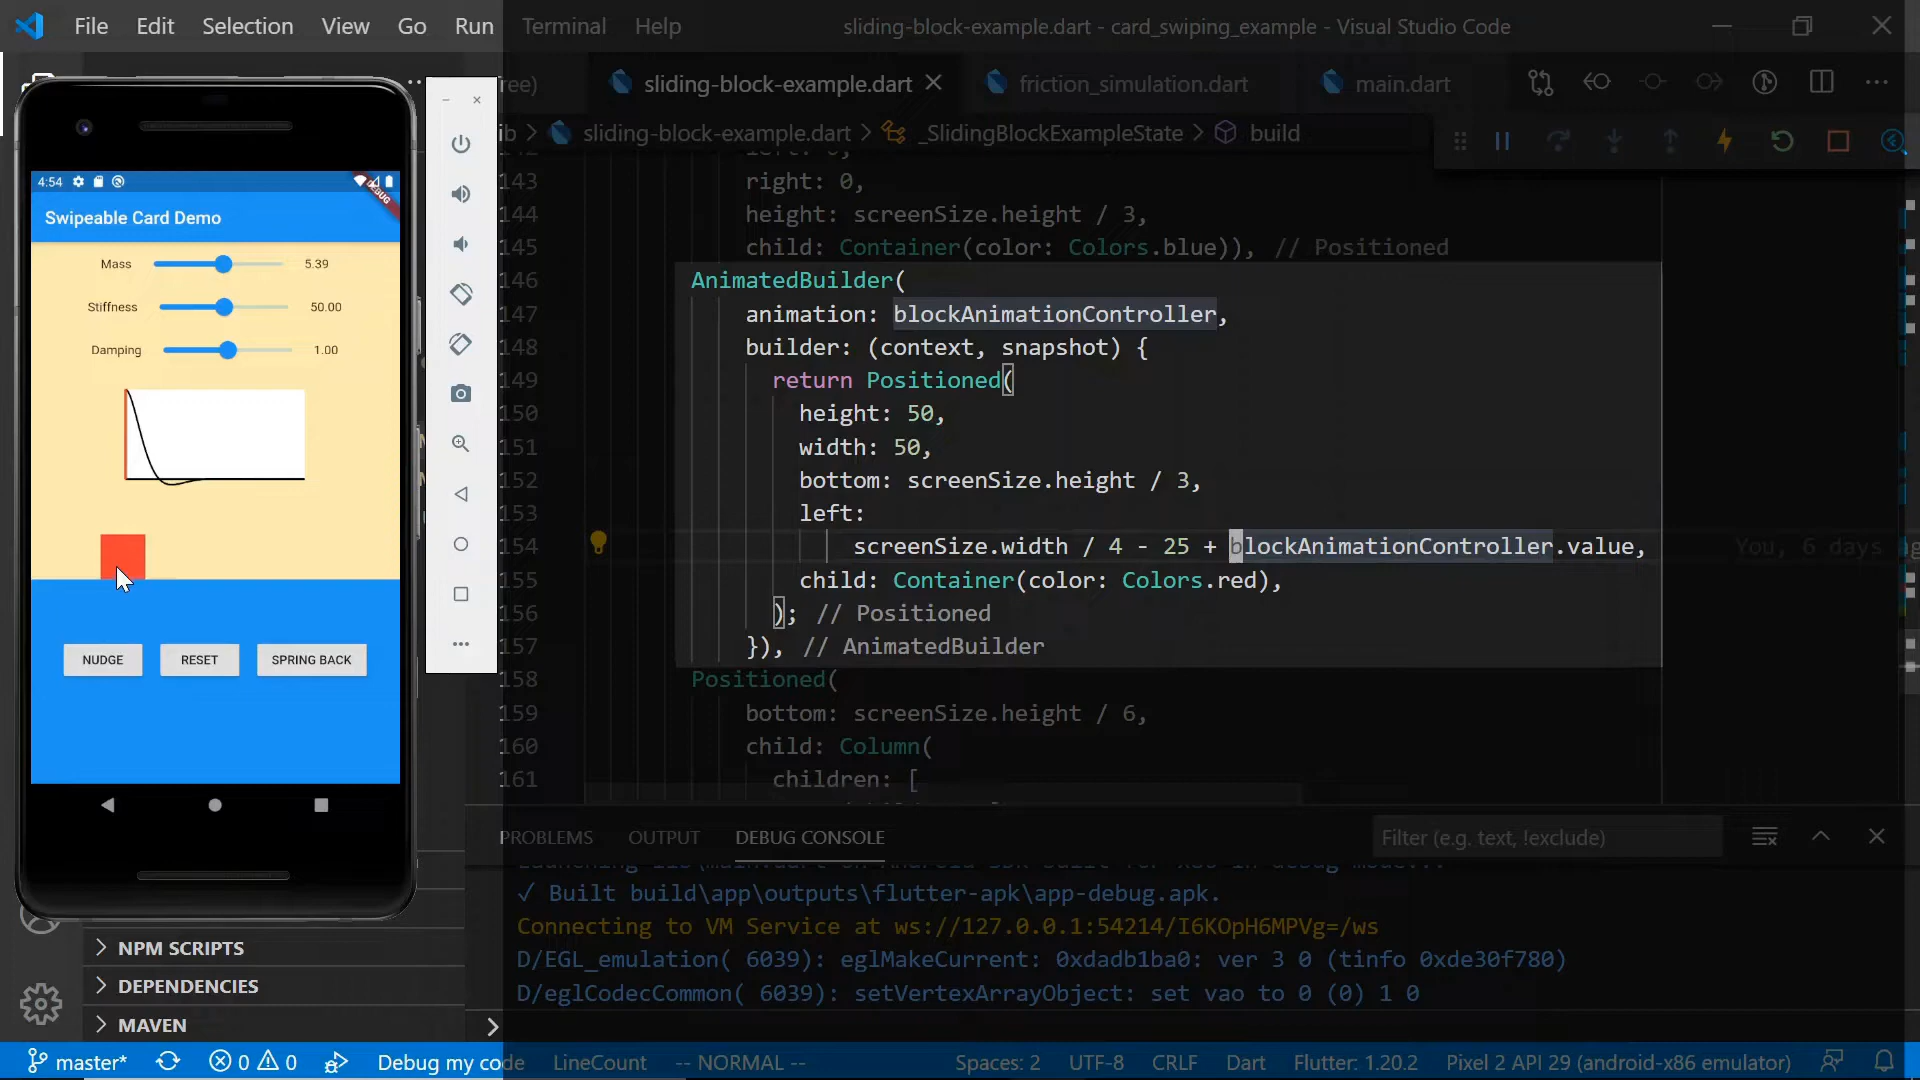 File Edit Selection View Go Run Terminal Help sliding-block-example.dart - card_swiping_example - Visual Studio Code
ree) sliding-block-example.dart friction_simulation.dart main.dart
ib > sliding-block-example.dart > _SlidingBlockExampleState > build
143 right: 0,
144 height: screenSize.height / 3,
145 child: Container(color: Colors.blue)), // Positioned
146 AnimatedBuilder(
147 animation: blockAnimationController,
148 builder: (context, snapshot) {
149 return Positioned(
150 height: 50,
151 width: 50,
152 bottom: screenSize.height / 3,
153 left:
154 screenSize.width / 4 - 25 + blockAnimationController.value, You, 6 days ag
155 child: Container(color: Colors.red),
156 ); // Positioned
157 }), // AnimatedBuilder
158 Positioned(
159 bottom: screenSize.height / 6,
160 child: Column(
161 children: [
4:54
DEBUG
Swipeable Card Demo
Mass 5.39
Stiffness 50.00
Damping 1.00
NUDGE RESET SPRING BACK
PROBLEMS OUTPUT DEBUG CONSOLE Filter (e.g. text, !exclude)
✓ Built build\app\outputs\flutter-apk\app-debug.apk.
Connecting to VM Service at ws://127.0.0.1:54214/I6KOpH6MPVg=/ws
D/EGL_emulation( 6039): eglMakeCurrent: 0xdadb1ba0: ver 3 0 (tinfo 0xde30f780)
D/eglCodecCommon( 6039): setVertexArrayObject: set vao to 0 (0) 1 0
NPM SCRIPTS
DEPENDENCIES
MAVEN
master* 0 0 Debug my code LineCount -- NORMAL -- Spaces: 2 UTF-8 CRLF Dart Flutter: 1.20.2 Pixel 2 API 29 (android-x86 emulator)